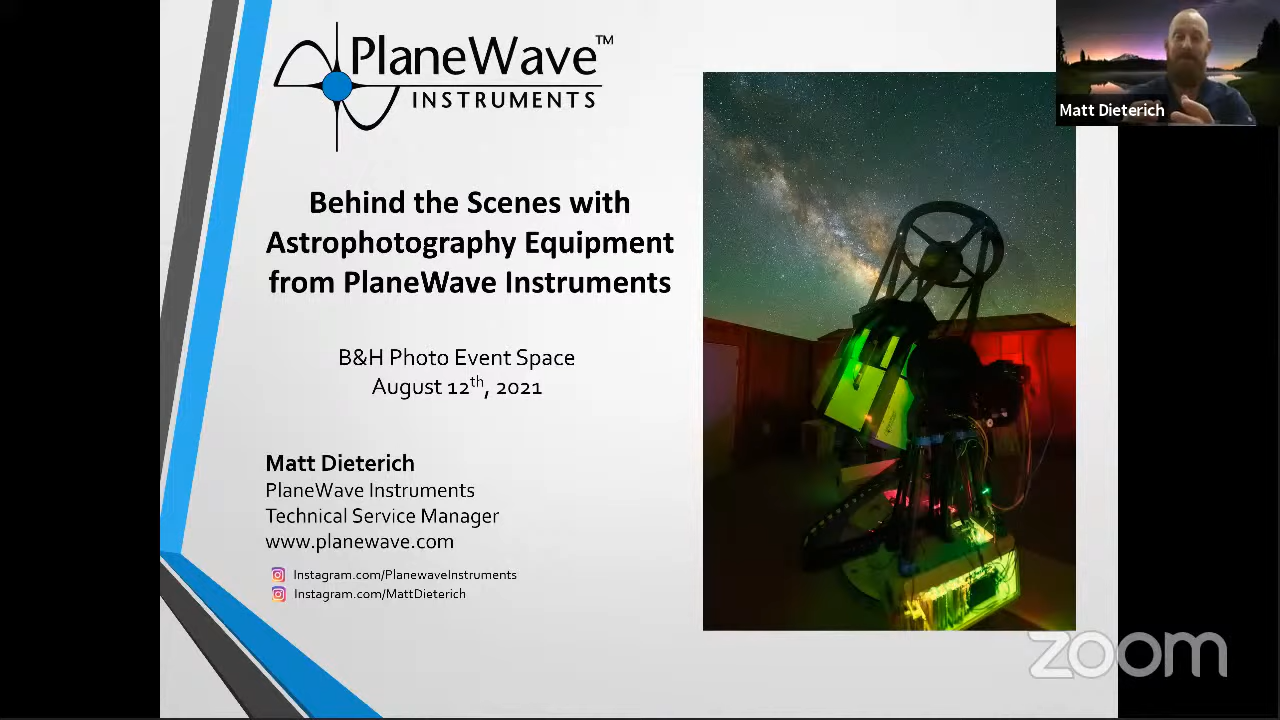 PlaneWave™
INSTRUMENTS
Behind the Scenes with
Astrophotography Equipment
from PlaneWave Instruments
B&H Photo Event Space
August 12th, 2021
Matt Dieterich
PlaneWave Instruments
Technical Service Manager
www.planewave.com
Instagram.com/PlanewaveInstruments
Instagram.com/MattDieterich
Matt Dieterich
zoom